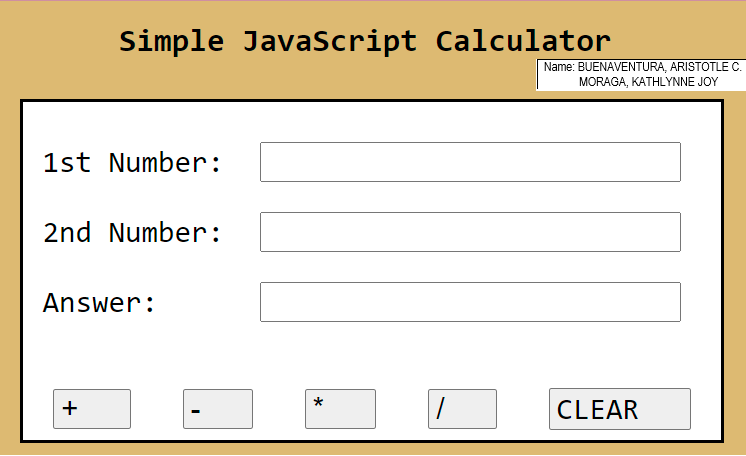 Simple JavaScript Calculator
Name: BUENAVENTURA, ARISTOTLE C.
MORAGA, KATHLYNNE JOY
1st Number:
2nd Number:
Answer:
+ - * / CLEAR